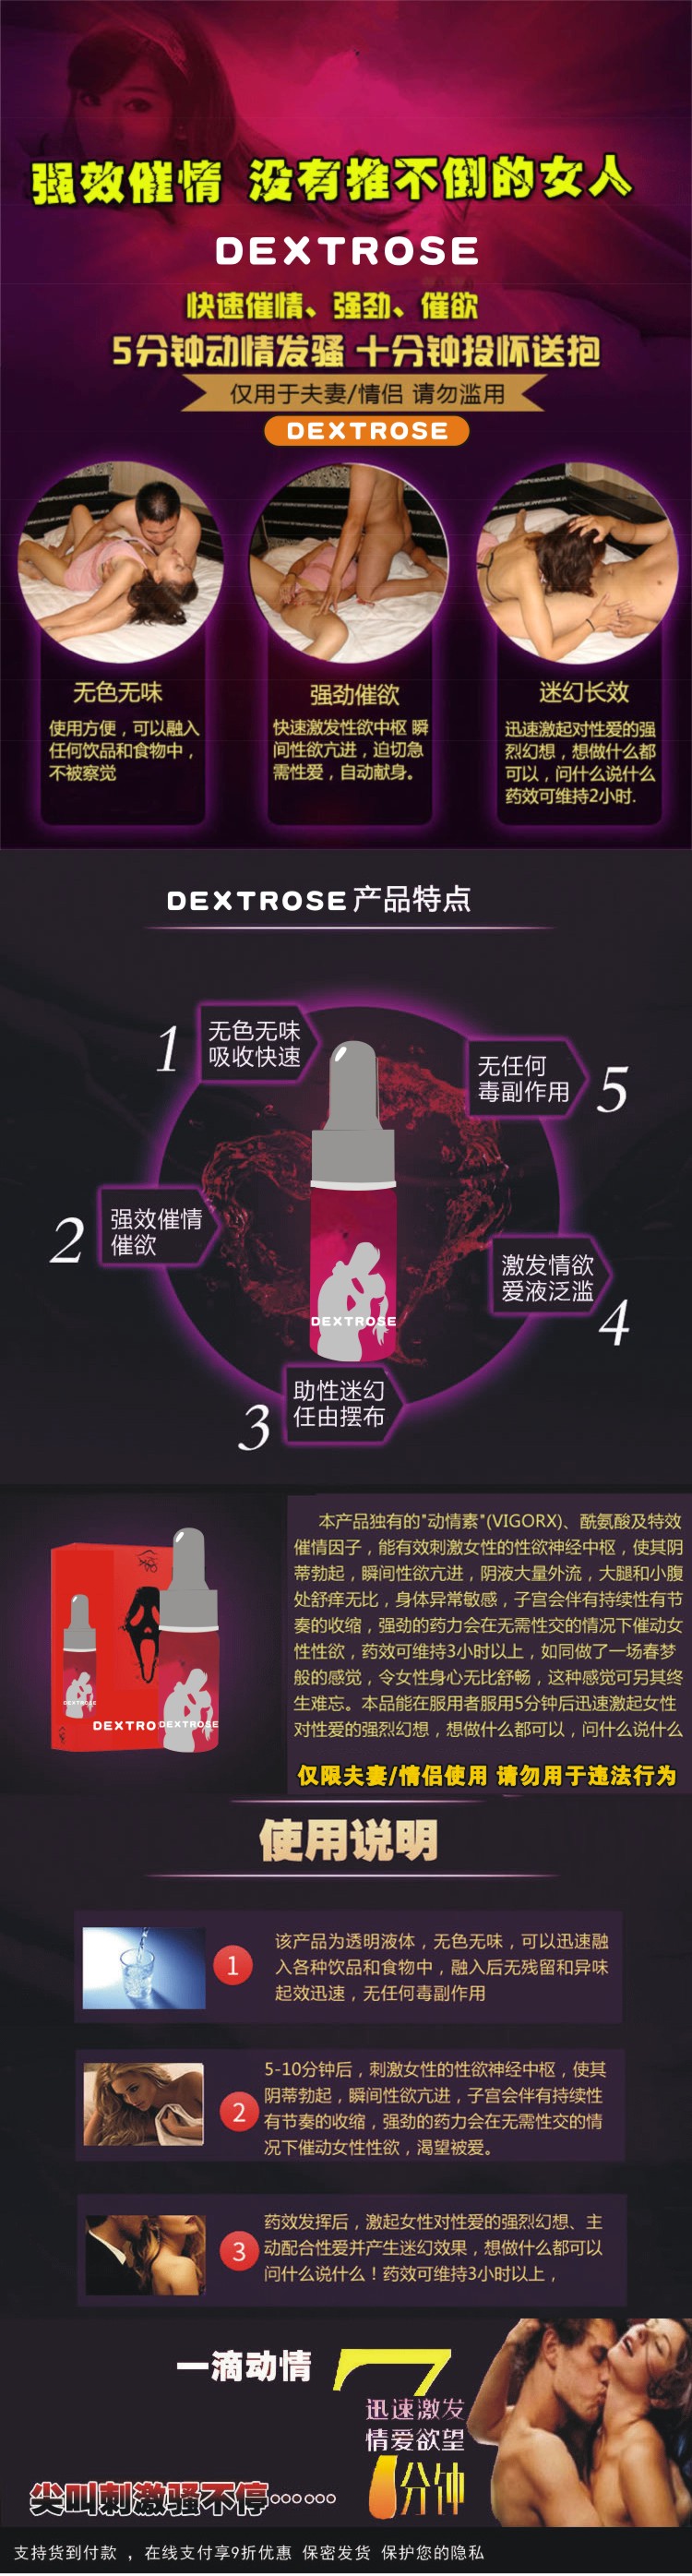 强效催情 没有推不倒的女人
DEXTROSE
快速催情、强劲、催欲
5分钟动情发骚 十分钟投怀送抱
仅用于夫妻/情侣 请勿滥用
DEXTROSE
无色无味
使用方便，可以融入
任何饮品和食物中，
不被察觉
强劲催欲
快速激发性欲中枢 瞬
间性欲亢进，迫切急
需性爱，自动献身。
迷幻长效
迅速激起对性爱的强
烈幻想，想做什么都
可以，问什么说什么
药效可维持2小时.
DEXTROSE 产品特点
1
无色无味
吸收快速
无任何
毒副作用
5
2
强效催情
催欲
激发情欲
爱液泛滥
4
DEXTROSE
3
助性迷幻
任由摆布
DEXTROSE
DEXTRO
DEXTROSE
本产品独有的"动情素"(VIGORX)、酰氨酸及特效
催情因子，能有效刺激女性的性欲神经中枢，使其阴
蒂勃起，瞬间性欲亢进，阴液大量外流，大腿和小腹
处舒痒无比，身体异常敏感，子宫会伴有持续性有节
奏的收缩，强劲的药力会在无需性交的情况下催动女
性性欲，药效可维持3小时以上，如同做了一场春梦
般的感觉，令女性身心无比舒畅，这种感觉可另其终
生难忘。本品能在服用者服用5分钟后迅速激起女性
对性爱的强烈幻想，想做什么都可以，问什么说什么
仅限夫妻/情侣使用 请勿用于违法行为
使用说明
1
该产品为透明液体，无色无味，可以迅速融
入各种饮品和食物中，融入后无残留和异味
起效迅速，无任何毒副作用
2
5-10分钟后，刺激女性的性欲神经中枢，使其
阴蒂勃起，瞬间性欲亢进，子宫会伴有持续性
有节奏的收缩，强劲的药力会在无需性交的情
况下催动女性性欲，渴望被爱。
3
药效发挥后，激起女性对性爱的强烈幻想、主
动配合性爱并产生迷幻效果，想做什么都可以
问什么说什么！药效可维持3小时以上，
一滴动情
7
迅速激发
情爱欲望
分钟
尖叫刺激骚不停……
支持货到付款 ，在线支付享9折优惠 保密发货 保护您的隐私